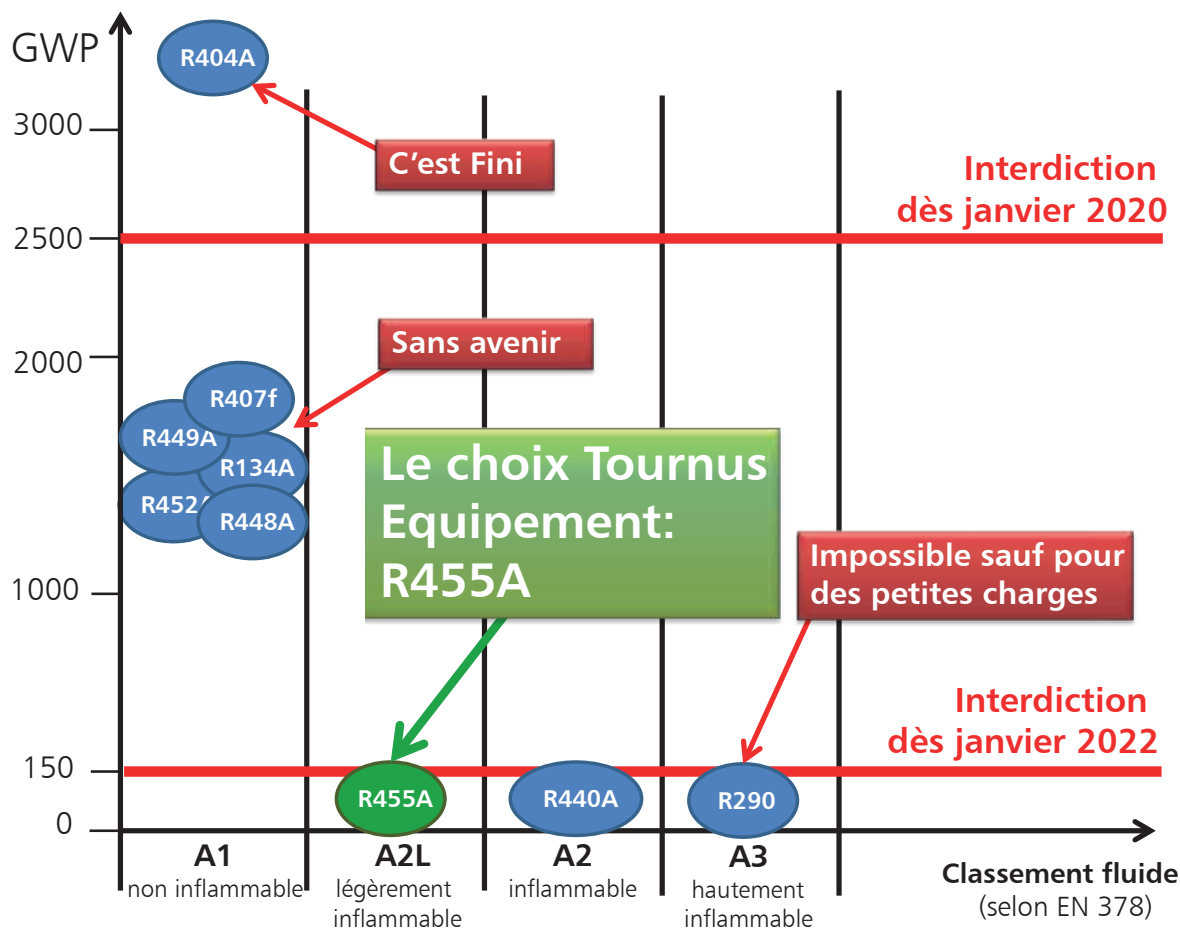 GWP
R404A
3000
C'est Fini
Interdiction
dès janvier 2020
2500
2000
Sans avenir
R407f
R449A
R134A
R452A
R448A
Le choix Tournus
Equipement:
R455A
Impossible sauf pour
des petites charges
1000
Interdiction
dès janvier 2022
150
R455A
R440A
R290
0
A1
non inflammable
A2L
légèrement
inflammable
A2
inflammable
A3
hautement
inflammable
Classement fluide
(selon EN 378)